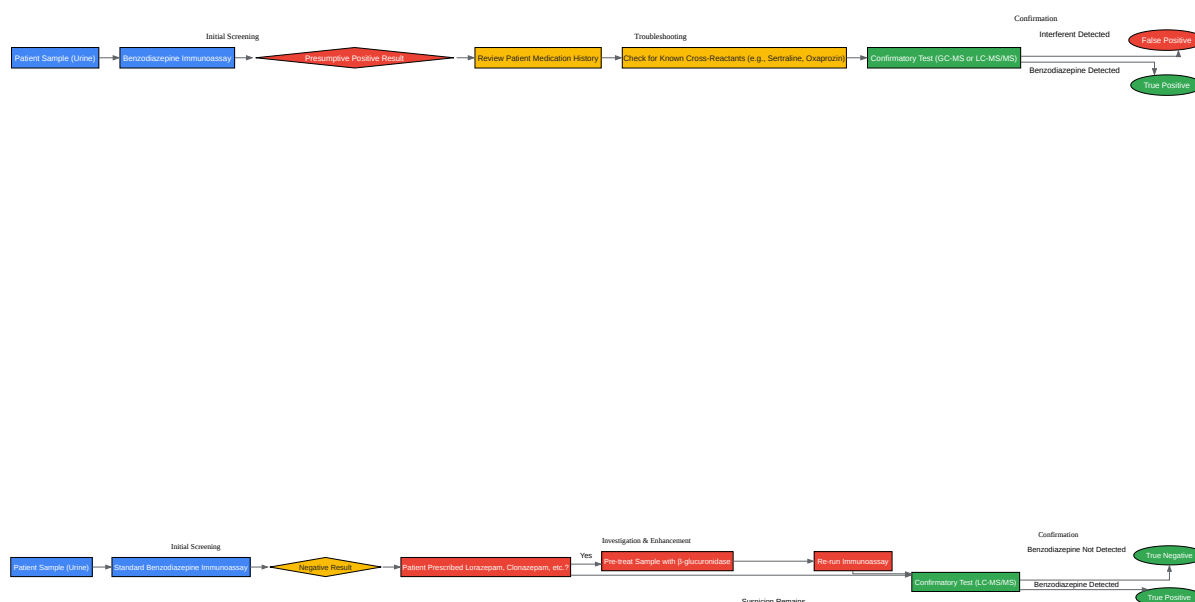 Initial Screening
Troubleshooting
Confirmation
Patient Sample (Urine)
Benzodiazepine Immunoassay
Presumptive Positive Result
Review Patient Medication History
Check for Known Cross-Reactants (e.g., Sertraline, Oxaprozin)
Confirmatory Test (GC-MS or LC-MS/MS)
Interferent Detected
False Positive
Benzodiazepine Detected
True Positive
Initial Screening
Investigation & Enhancement
Confirmation
Patient Sample (Urine)
Standard Benzodiazepine Immunoassay
Negative Result
Patient Prescribed Lorazepam, Clonazepam, etc.?
Yes
Pre-treat Sample with β-glucuronidase
Re-run Immunoassay
Confirmatory Test (LC-MS/MS)
Benzodiazepine Not Detected
True Negative
Benzodiazepine Detected
True Positive
Suspicion Remains